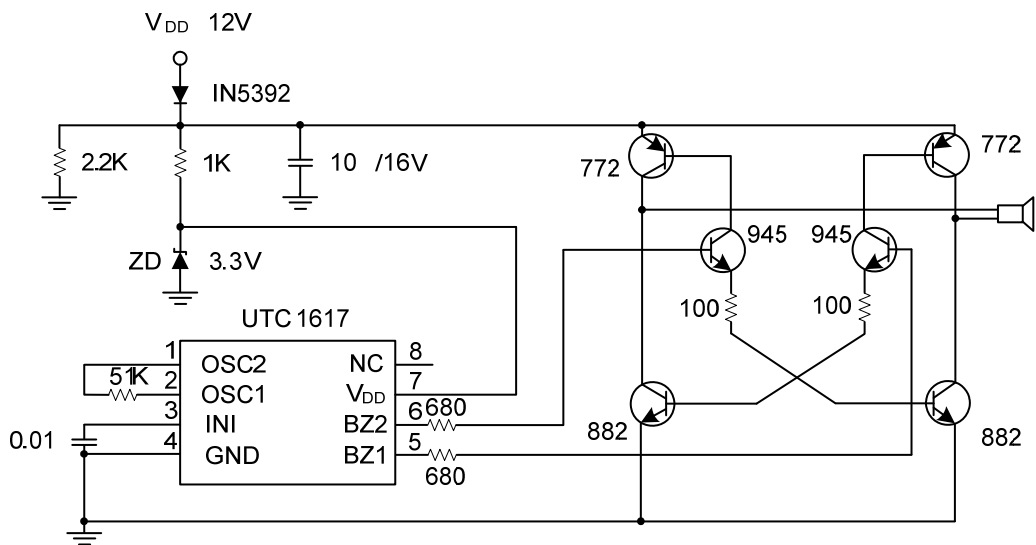 VDD 12V
IN5392
2.2K
1K
10 /16V
772
772
ZD 3.3V
945
945
100
100
UTC 1617
1
OSC2
NC
8
51K
2
OSC1
VDD
7
3
INI
BZ2
6
680
0.01
4
GND
BZ1
5
680
882
882